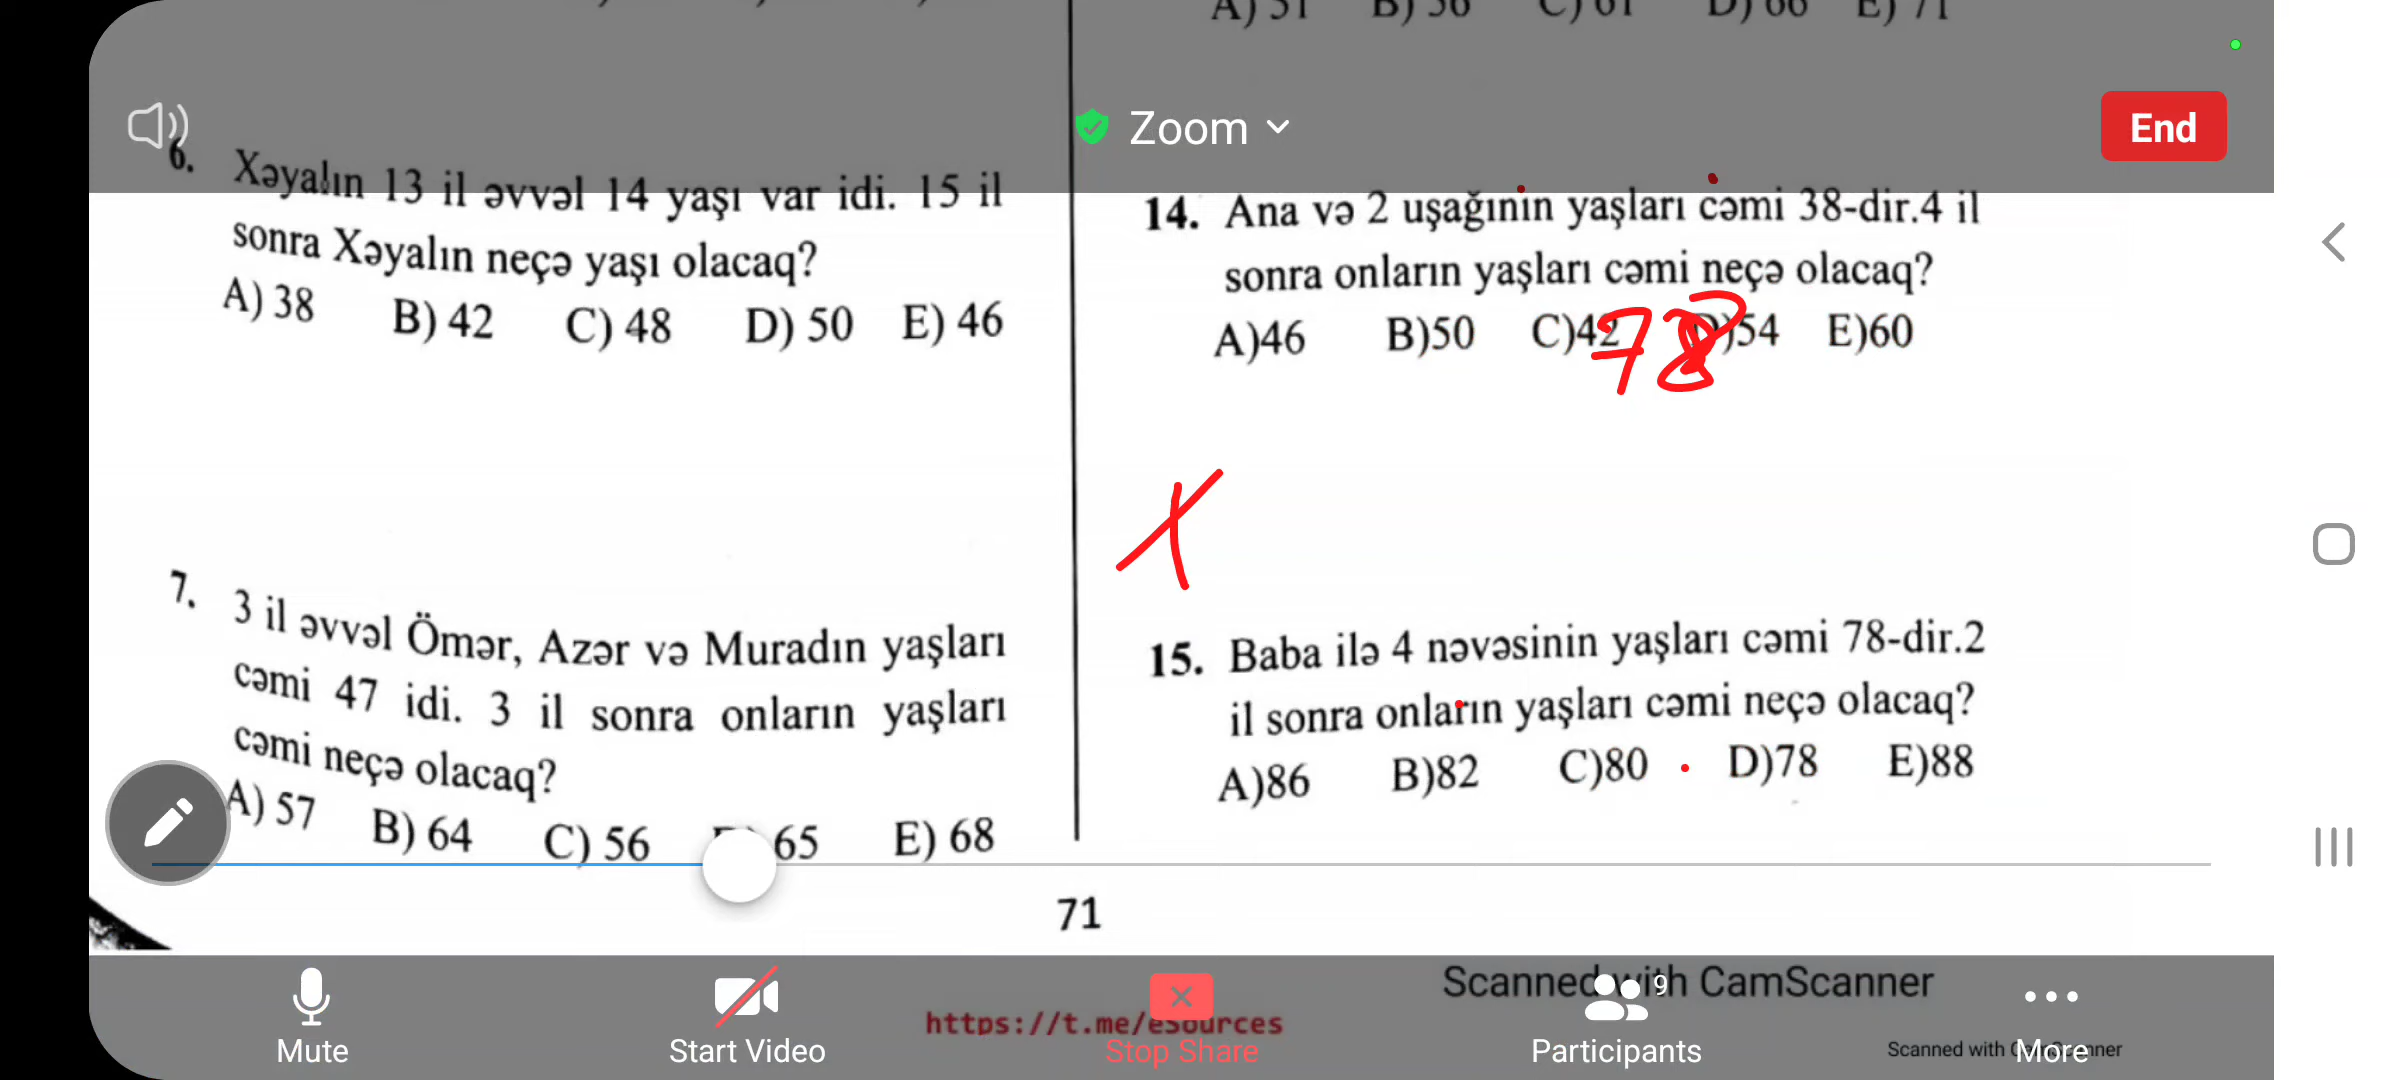 A) 51 B) 56 C) 61 D) 66 E) 71
Zoom
End
6. Xəyalın 13 il əvvəl 14 yaşı var idi. 15 il
sonra Xəyalın neçə yaşı olacaq?
A) 38 B) 42 C) 48 D) 50 E) 46
7. 3 il əvvəl Ömər, Azər və Muradın yaşları
cəmi 47 idi. 3 il sonra onların yaşları
cəmi neçə olacaq?
A) 57 B) 64 C) 56 65 E) 68
14. Ana və 2 uşağının yaşları cəmi 38-dir.4 il
sonra onların yaşları cəmi neçə olacaq?
A)46 B)50 C)42 D)54 E)60
78
15. Baba ilə 4 nəvəsinin yaşları cəmi 78-dir.2
il sonra onların yaşları cəmi neçə olacaq?
A)86 B)82 C)80 D)78 E)88
71
Scanned with CamScanner
9
https://t.me/eSources
Mute
Start Video
Stop Share
Participants
More
Scanned with CamScanner